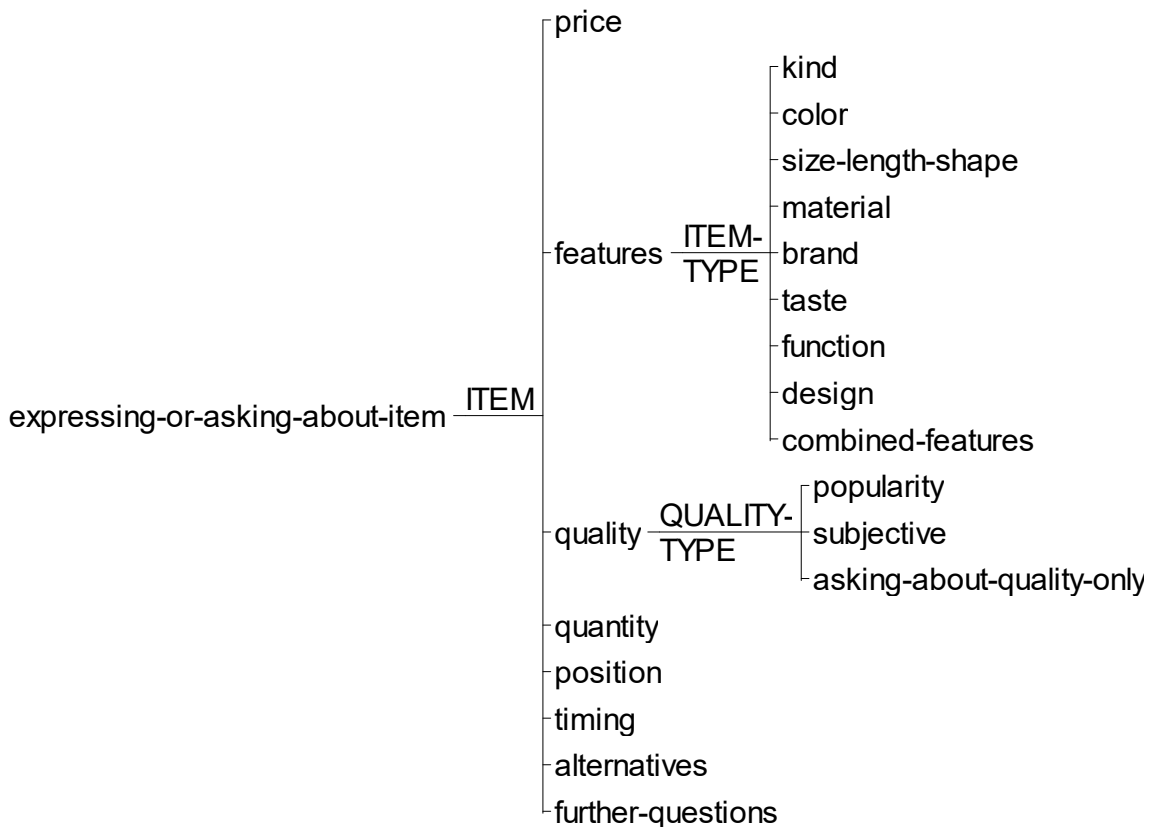 price
kind
color
size-length-shape
material
features
ITEM-
TYPE
brand
taste
function
design
combined-features
expressing-or-asking-about-item
ITEM
popularity
quality
QUALITY-
TYPE
subjective
asking-about-quality-only
quantity
position
timing
alternatives
further-questions